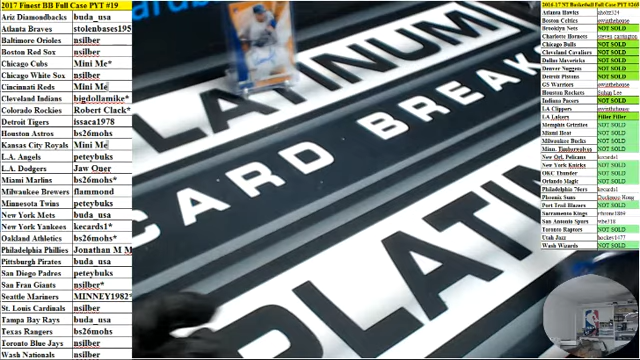 2017 Finest BB Full Case PYT #19
Ariz Diamondbacks buda_usa
Atlanta Braves stolenbases195
Baltimore Orioles nsilber
Boston Red Sox nsilber
Chicago Cubs Mini Me*
Chicago White Sox nsilber
Cincinnati Reds Mini Me
Cleveland Indians bigdollumike*
Colorado Rockies Robert Clack*
Detroit Tigers issaca1978
Houston Astros bs26mohs
Kansas City Royals Mini Me
L.A. Angels peteybuks
L.A. Dodgers Jaw Ouer
Miami Marlins bs26mohs*
Milwaukee Brewers flammond
Minnesota Twins peteybuks
New York Mets buda_usa
New York Yankees kecards1*
Oakland Athletics bs26mohs*
Philadelphia Phillies Jonathan M M
Pittsburgh Pirates buda_usa
San Diego Padres peteybuks
San Fran Giants nsilber*
Seattle Mariners MINNEY1982*
St. Louis Cardinals nsilber
Tampa Bay Rays buda_usa
Texas Rangers bs26mohs
Toronto Blue Jays nsilber
Wash Nationals nsilber
PLATINUM
CARD BREAK
PLATI
Atlanta Hawks
Boston Celtics
Brooklyn Nets NOT SOLD
Charlotte Hornets
Chicago Bulls NOT SOLD
Cleveland Cavaliers NOT SOLD
Dallas Mavericks NOT SOLD
Denver Nuggets NOT SOLD
Detroit Pistons NOT SOLD
GS Warriors
Houston Rockets
Indiana Pacers NOT SOLD
LA Clippers
LA Lakers Filler Filler
Memphis Grizzlies NOT SOLD
Miami Heat NOT SOLD
Milwaukee Bucks NOT SOLD
Minn. Timberwolves NOT SOLD
New Orl. Pelicans kecards1
New York Knicks NOT SOLD
OKC Thunder NOT SOLD
Orlando Magic NOT SOLD
Philadelphia 76ers kecards1
Phoenix Suns
Port Trail Blazers NOT SOLD
Sacramento Kings
San Antonio Spurs
Toronto Raptors NOT SOLD
Utah Jazz
Wash Wizards NOT SOLD